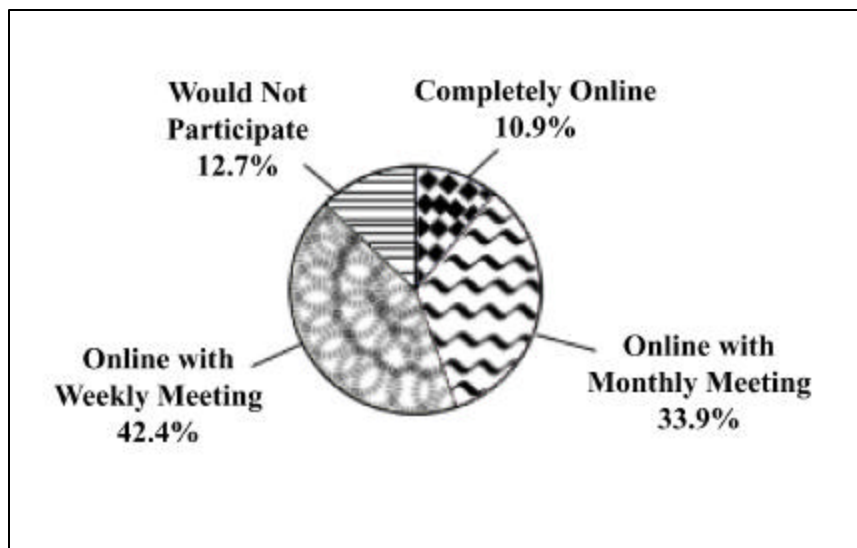 Would Not
Participate
12.7%
Completely Online
10.9%
Online with
Weekly Meeting
42.4%
Online with
Monthly Meeting
33.9%